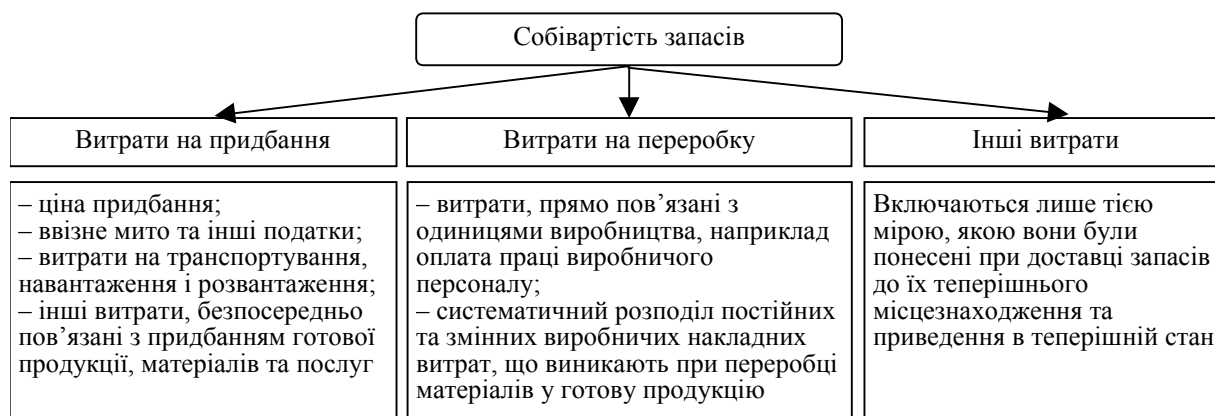 Собівартість запасів
Витрати на придбання
Витрати на переробку
Інші витрати
– ціна придбання;
– ввізне мито та інші податки;
– витрати на транспортування,
навантаження і розвантаження;
– інші витрати, безпосередньо
пов’язані з придбанням готової
продукції, матеріалів та послуг
– витрати, прямо пов’язані з
одиницями виробництва, наприклад
оплата праці виробничого
персоналу;
– систематичний розподіл постійних
та змінних виробничих накладних
витрат, що виникають при переробці
матеріалів у готову продукцію
Включаються лише тією
мірою, якою вони були
понесені при доставці запасів
до їх теперішнього
місцезнаходження та
приведення в теперішній стан